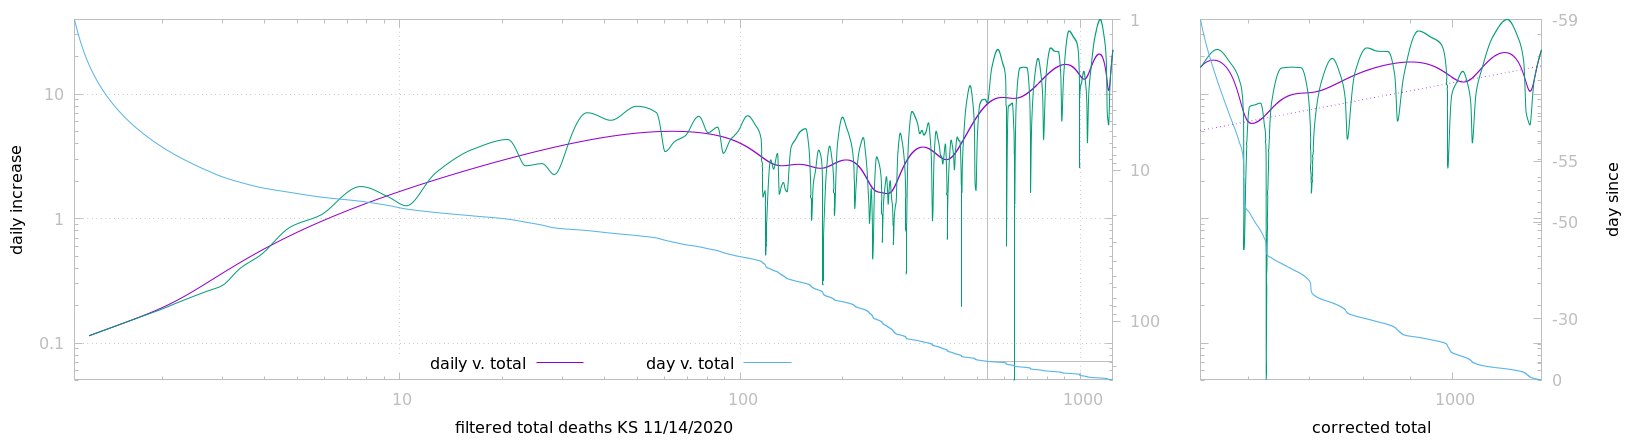 1
-59
10
daily increase
10
-55
day since
1
-50
0.1
100
-30
daily v. total
day v. total
0
10
100
1000
1000
filtered total deaths KS 11/14/2020
corrected total